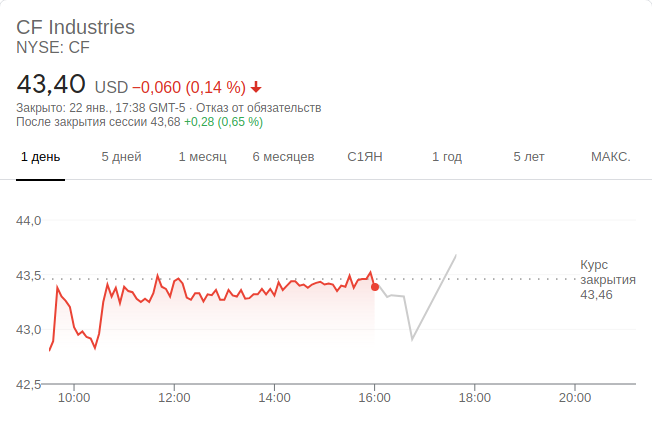 CF Industries
NYSE: CF
43,40 USD −0,060 (0,14 %)
Закрыто: 22 янв., 17:38 GMT-5 · Отказ от обязательств
После закрытия сессии 43,68 +0,28 (0,65 %)
1 день 5 дней 1 месяц 6 месяцев С1ЯН 1 год 5 лет МАКС.
44,0
43,5
43,0
42,5
Курс
закрытия
43,46
10:00 12:00 14:00 16:00 18:00 20:00